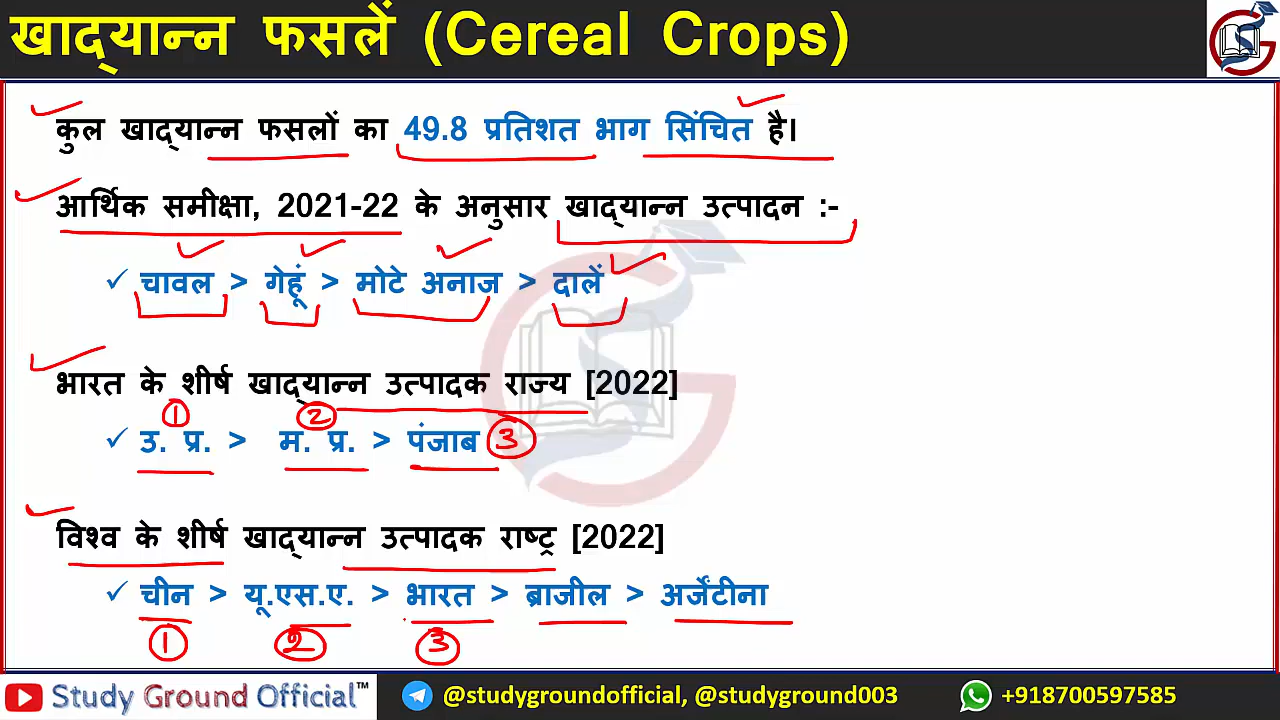 खाद्यान्न फसलें (Cereal Crops)
कुल खाद्यान्न फसलों का 49.8 प्रतिशत भाग सिंचित है।
आर्थिक समीक्षा, 2021-22 के अनुसार खाद्यान्न उत्पादन :-
✓ चावल > गेहूं > मोटे अनाज > दालें
भारत के शीर्ष खाद्यान्न उत्पादक राज्य [2022]
① ②
✓ उ. प्र. > म. प्र. > पंजाब ③
विश्व के शीर्ष खाद्यान्न उत्पादक राष्ट्र [2022]
✓ चीन > यू.एस.ए. > भारत > ब्राजील > अर्जेंटीना
① ② ③
Study Ground Official™ @studygroundofficial, @studyground003 +918700597585